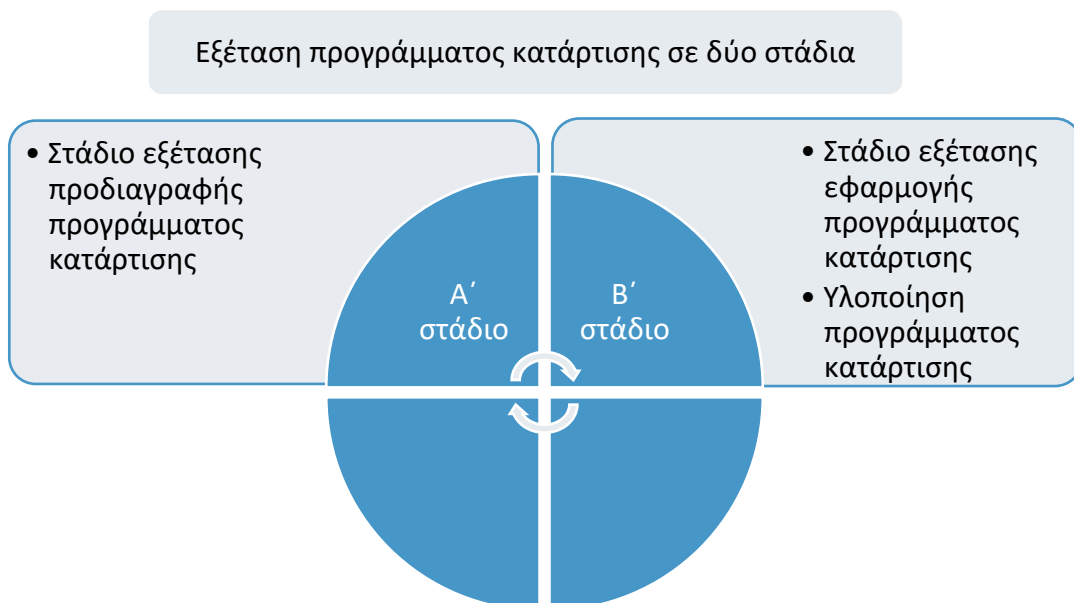 Εξέταση προγράμματος κατάρτισης σε δύο στάδια
• Στάδιο εξέτασης
προδιαγραφής
προγράμματος
κατάρτισης
Α΄
στάδιο
Β΄
στάδιο
• Στάδιο εξέτασης
εφαρμογής
προγράμματος
κατάρτισης
• Υλοποίηση
προγράμματος
κατάρτισης